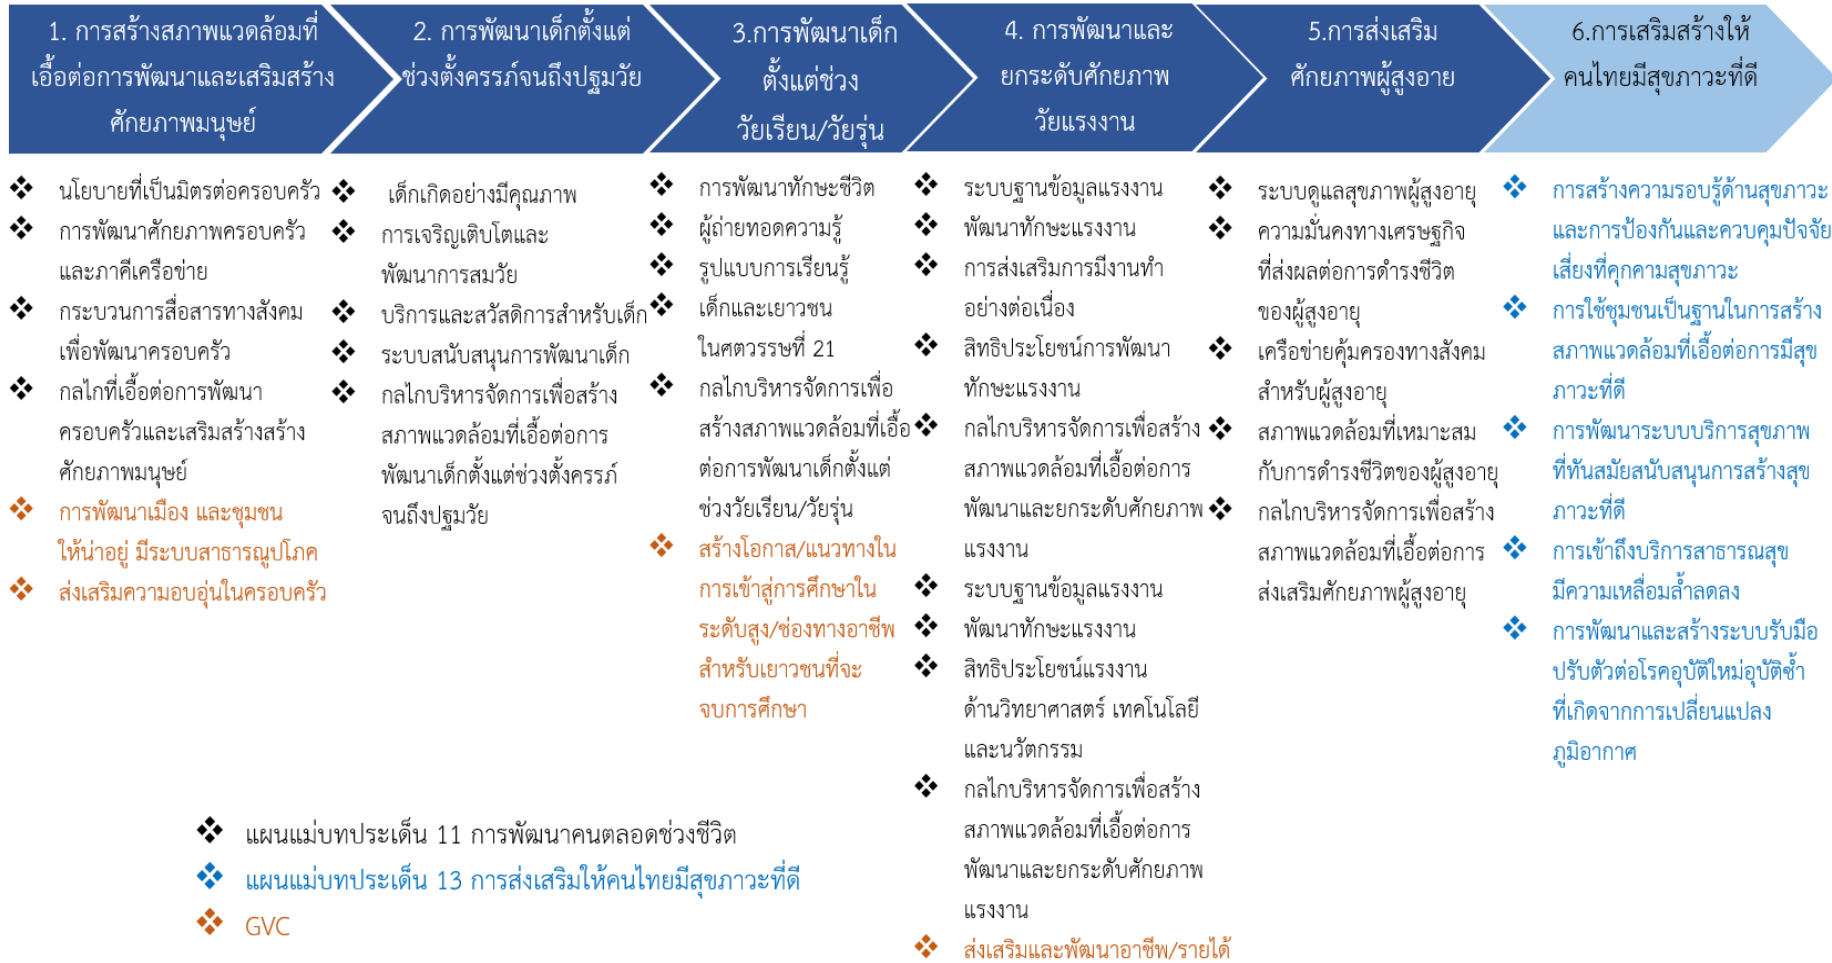 1. การสร้างสภาพแวดล้อมที่
เอื้อต่อการพัฒนาและเสริมสร้าง
ศักยภาพมนุษย์
2. การพัฒนาเด็กตั้งแต่
ช่วงตั้งครรภ์จนถึงปฐมวัย
3.การพัฒนาเด็ก
ตั้งแต่ช่วง
วัยเรียน/วัยรุ่น
4. การพัฒนาและ
ยกระดับศักยภาพ
วัยแรงงาน
5.การส่งเสริม
ศักยภาพผู้สูงอาย
6.การเสริมสร้างให้
คนไทยมีสุขภาวะที่ดี
❖ นโยบายที่เป็นมิตรต่อครอบครัว
❖ การพัฒนาศักยภาพครอบครัว
และภาคีเครือข่าย
❖ กระบวนการสื่อสารทางสังคม
เพื่อพัฒนาครอบครัว
❖ กลไกที่เอื้อต่อการพัฒนา
ครอบครัวและเสริมสร้างสร้าง
ศักยภาพมนุษย์
❖ การพัฒนาเมือง และชุมชน
ให้น่าอยู่ มีระบบสาธารณูปโภค
❖ ส่งเสริมความอบอุ่นในครอบครัว
❖ เด็กเกิดอย่างมีคุณภาพ
❖ การเจริญเติบโตและ
พัฒนาการสมวัย
❖ บริการและสวัสดิการสำหรับเด็ก
❖ ระบบสนับสนุนการพัฒนาเด็ก
❖ กลไกบริหารจัดการเพื่อสร้าง
สภาพแวดล้อมที่เอื้อต่อการ
พัฒนาเด็กตั้งแต่ช่วงตั้งครรภ์
จนถึงปฐมวัย
❖ การพัฒนาทักษะชีวิต
❖ ผู้ถ่ายทอดความรู้
❖ รูปแบบการเรียนรู้
❖ เด็กและเยาวชน
ในศตวรรษที่ 21
❖ กลไกบริหารจัดการเพื่อ
สร้างสภาพแวดล้อมที่เอื้อ
ต่อการพัฒนาเด็กตั้งแต่
ช่วงวัยเรียน/วัยรุ่น
❖ สร้างโอกาส/แนวทางใน
การเข้าสู่การศึกษาใน
ระดับสูง/ช่องทางอาชีพ
สำหรับเยาวชนที่จะ
จบการศึกษา
❖ ระบบฐานข้อมูลแรงงาน
❖ พัฒนาทักษะแรงงาน
❖ การส่งเสริมการมีงานทำ
อย่างต่อเนื่อง
❖ สิทธิประโยชน์การพัฒนา
ทักษะแรงงาน
❖ กลไกบริหารจัดการเพื่อสร้าง
สภาพแวดล้อมที่เอื้อต่อการ
พัฒนาและยกระดับศักยภาพ
แรงงาน
❖ ระบบฐานข้อมูลแรงงาน
❖ พัฒนาทักษะแรงงาน
❖ สิทธิประโยชน์แรงงาน
ด้านวิทยาศาสตร์ เทคโนโลยี
และนวัตกรรม
❖ กลไกบริหารจัดการเพื่อสร้าง
สภาพแวดล้อมที่เอื้อต่อการ
พัฒนาและยกระดับศักยภาพ
แรงงาน
❖ ส่งเสริมและพัฒนาอาชีพ/รายได้
❖ ระบบดูแลสุขภาพผู้สูงอายุ
❖ ความมั่นคงทางเศรษฐกิจ
ที่ส่งผลต่อการดำรงชีวิต
ของผู้สูงอายุ
❖ เครือข่ายคุ้มครองทางสังคม
สำหรับผู้สูงอายุ
❖ สภาพแวดล้อมที่เหมาะสม
กับการดำรงชีวิตของผู้สูงอายุ
❖ กลไกบริหารจัดการเพื่อสร้าง
สภาพแวดล้อมที่เอื้อต่อการ
ส่งเสริมศักยภาพผู้สูงอายุ
❖ การสร้างความรอบรู้ด้านสุขภาวะ
และการป้องกันและควบคุมปัจจัย
เสี่ยงที่คุกคามสุขภาวะ
❖ การใช้ชุมชนเป็นฐานในการสร้าง
สภาพแวดล้อมที่เอื้อต่อการมีสุข
ภาวะที่ดี
❖ การพัฒนาระบบบริการสุขภาพ
ที่ทันสมัยสนับสนุนการสร้างสุข
ภาวะที่ดี
❖ การเข้าถึงบริการสาธารณสุข
มีความเหลื่อมล้ำลดลง
❖ การพัฒนาและสร้างระบบรับมือ
ปรับตัวต่อโรคอุบัติใหม่อุบัติซ้ำ
ที่เกิดจากการเปลี่ยนแปลง
ภูมิอากาศ
❖ แผนแม่บทประเด็น 11 การพัฒนาคนตลอดช่วงชีวิต
❖ แผนแม่บทประเด็น 13 การส่งเสริมให้คนไทยมีสุขภาวะที่ดี
❖ GVC